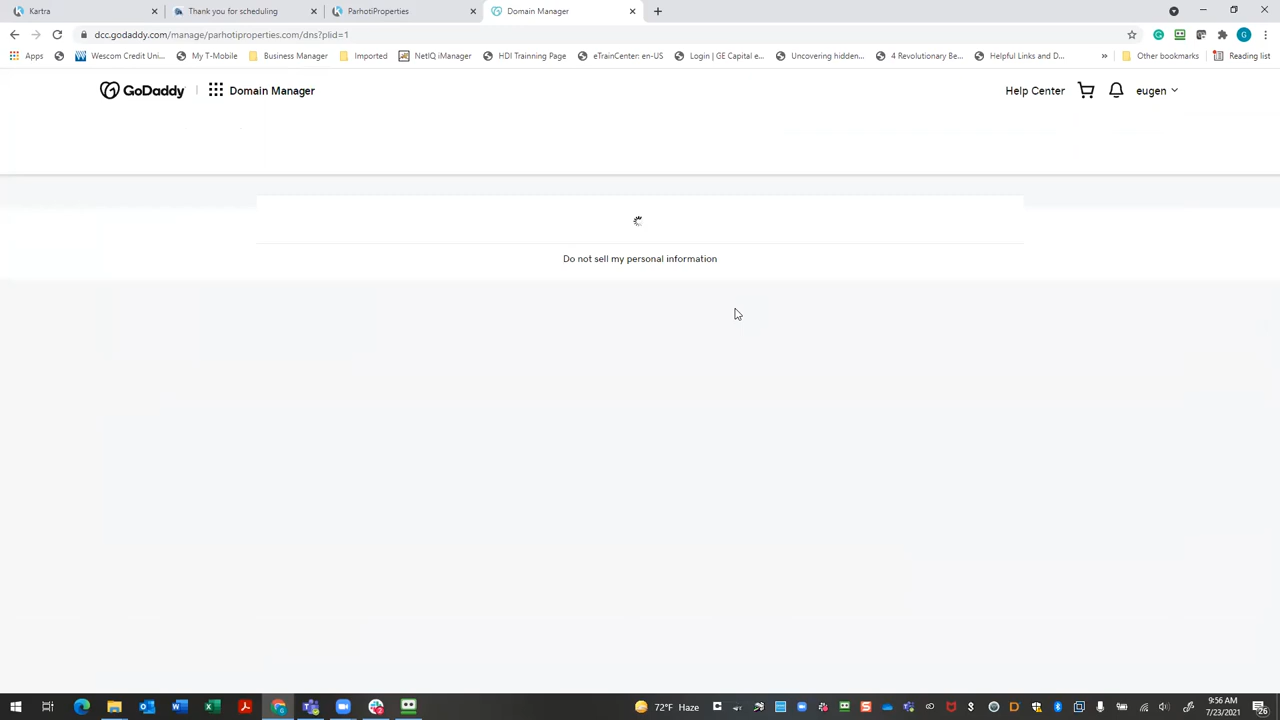 Kartra
Thank you for scheduling
ParhotiProperties
Domain Manager
dcc.godaddy.com/manage/parhotiproperties.com/dns?plid=1
Apps
Wescom Credit Uni...
My T-Mobile
Business Manager
Imported
NetIQ iManager
HDI Traininng Page
eTrainCenter: en-US
Login | GE Capital e...
Uncovering hidden...
4 Revolutionary Be...
Helpful Links and D...
»
Other bookmarks
Reading list
GoDaddy
Domain Manager
Help Center
eugen
Do not sell my personal information
72°F Haze
9:56 AM
7/23/2021
26